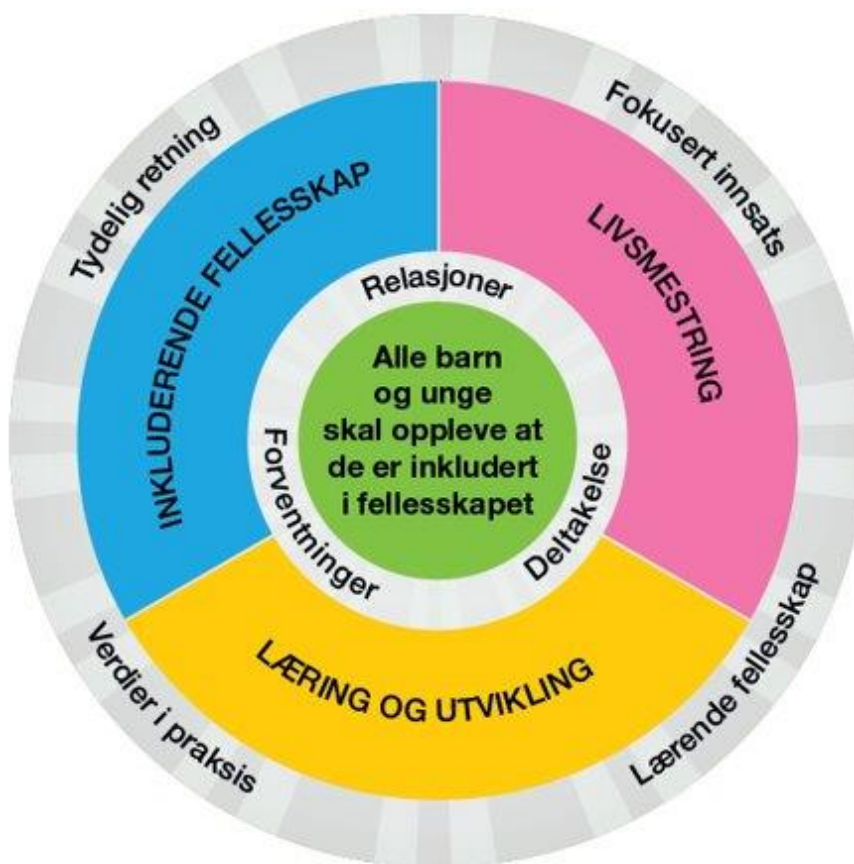 Tydelig retning
Fokusert innsats
INKLUDERENDE FELLESSKAP
LIVSMESTRING
Relasjoner
Alle barn
og unge
skal oppleve at
de er inkludert
i fellesskapet
Forventninger
Deltakelse
LÆRING OG UTVIKLING
Verdier i praksis
Lærende fellesskap